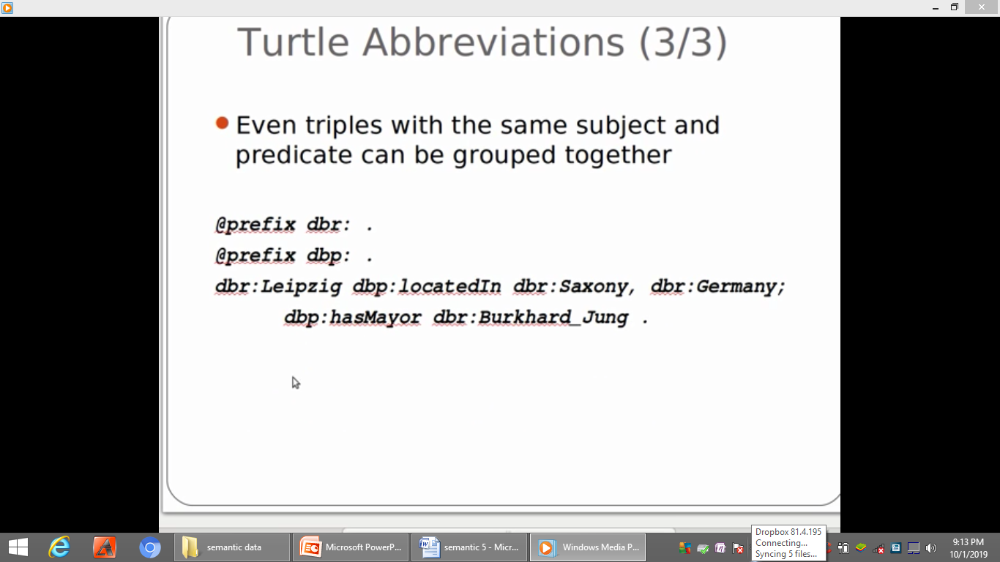 Turtle Abbreviations (3/3)
Even triples with the same subject and
predicate can be grouped together
@prefix dbr: .
@prefix dbp: .
dbr:Leipzig dbp:locatedIn dbr:Saxony, dbr:Germany;
dbp:hasMayor dbr:Burkhard_Jung .
Dropbox 81.4.195
Connecting...
Syncing 5 files...
semantic data
Microsoft PowerP...
semantic 5 - Micr...
Windows Media P...
9:13 PM
10/1/2019